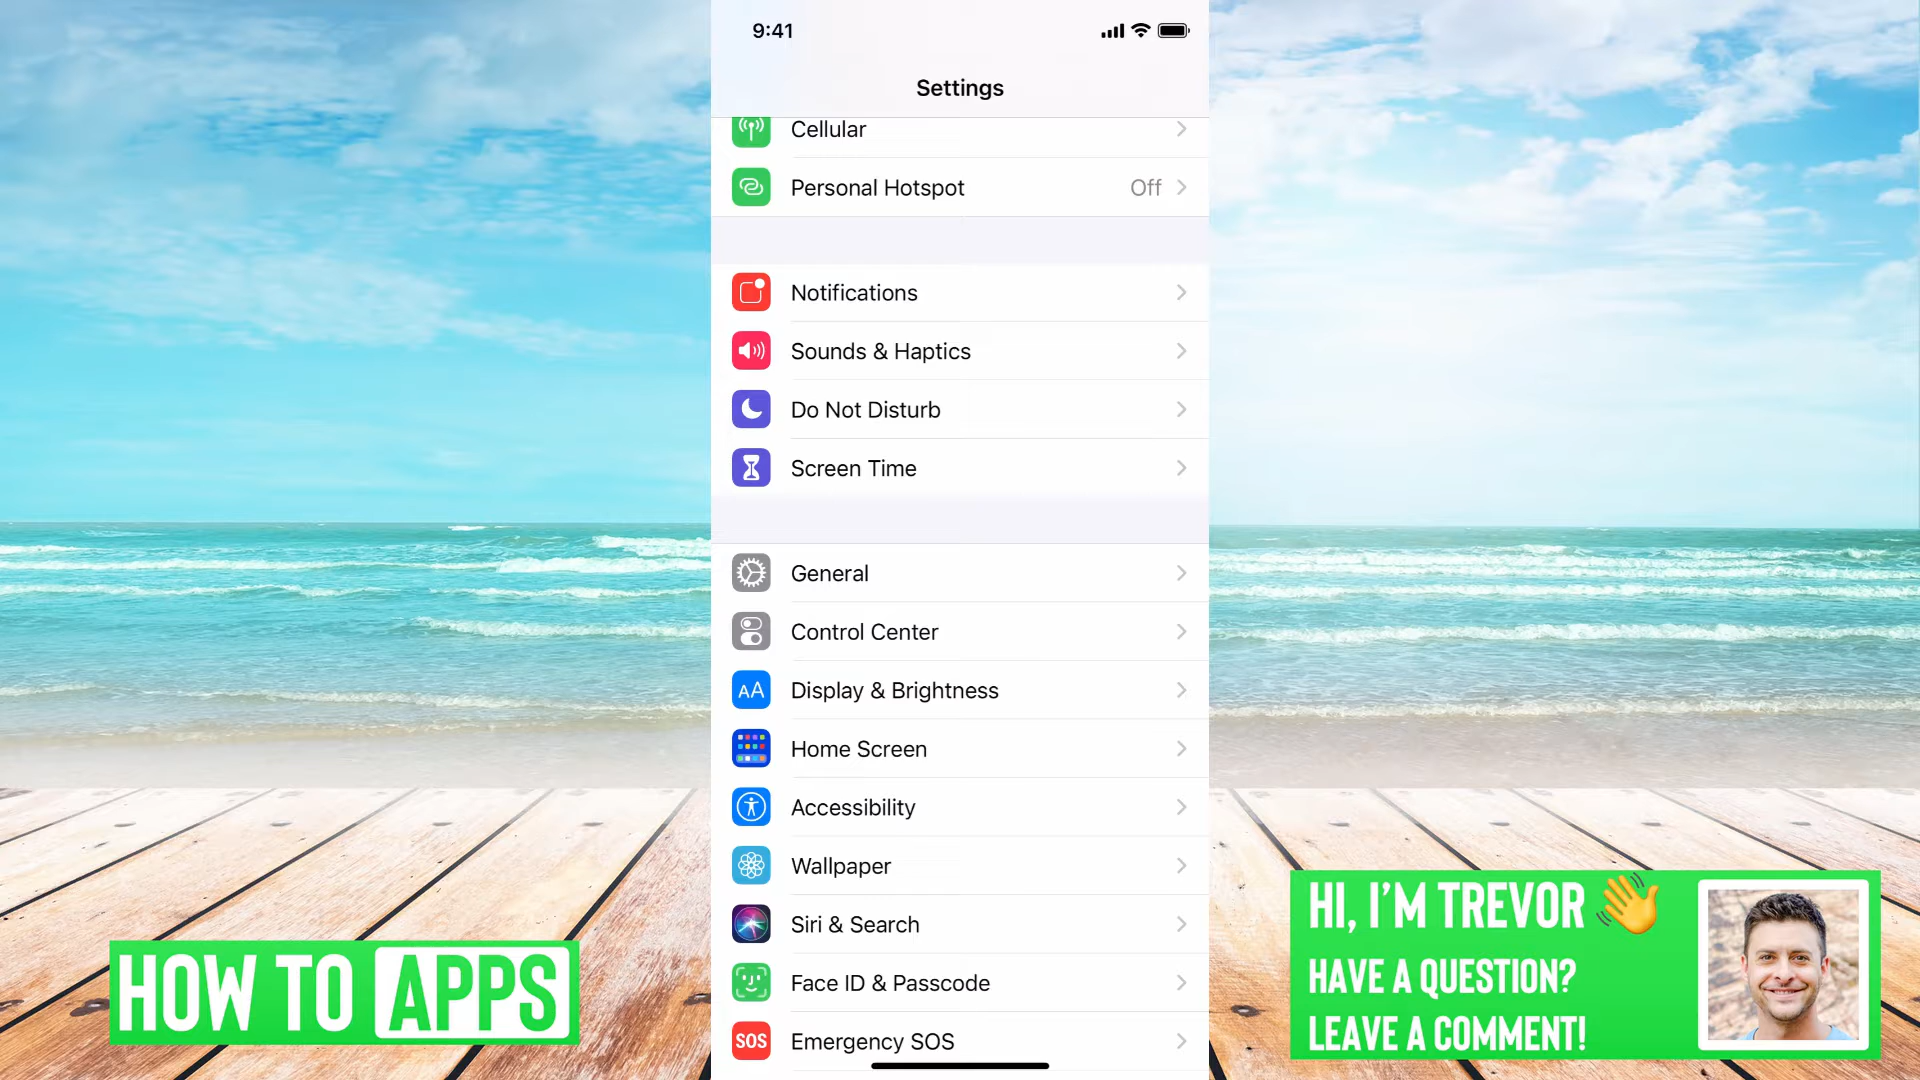 9:41
Settings
Cellular
Personal Hotspot Off
Notifications
Sounds & Haptics
Do Not Disturb
Screen Time
General
Control Center
AA Display & Brightness
Home Screen
Accessibility
Wallpaper
Siri & Search
Face ID & Passcode
SOS Emergency SOS
HOW TO APPS
HI, I'M TREVOR
HAVE A QUESTION?
LEAVE A COMMENT!